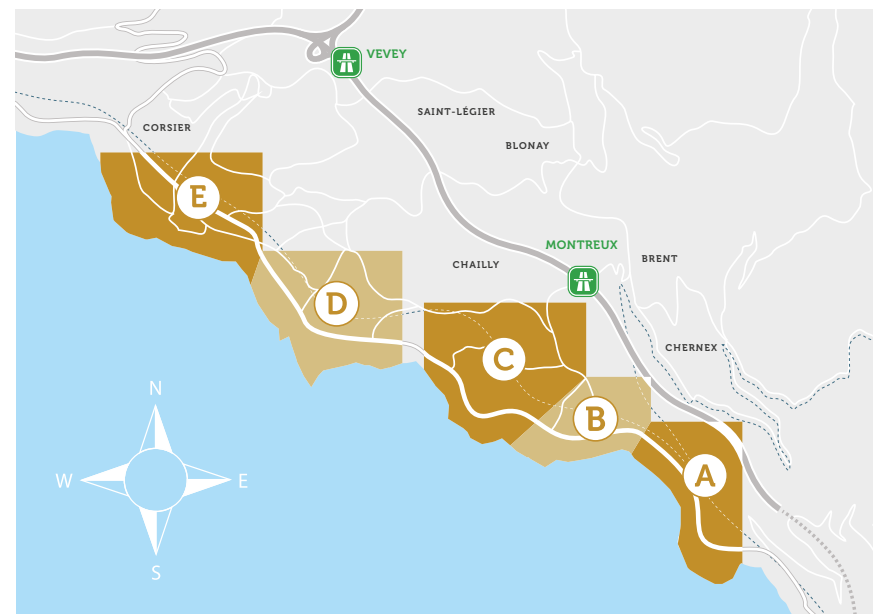 VEVEY
SAINT-LÉGIER
CORSIER
BLONAY
E
MONTREUX
BRENT
CHAILLY
D
CHERNEX
C
N
B
A
W
E
S